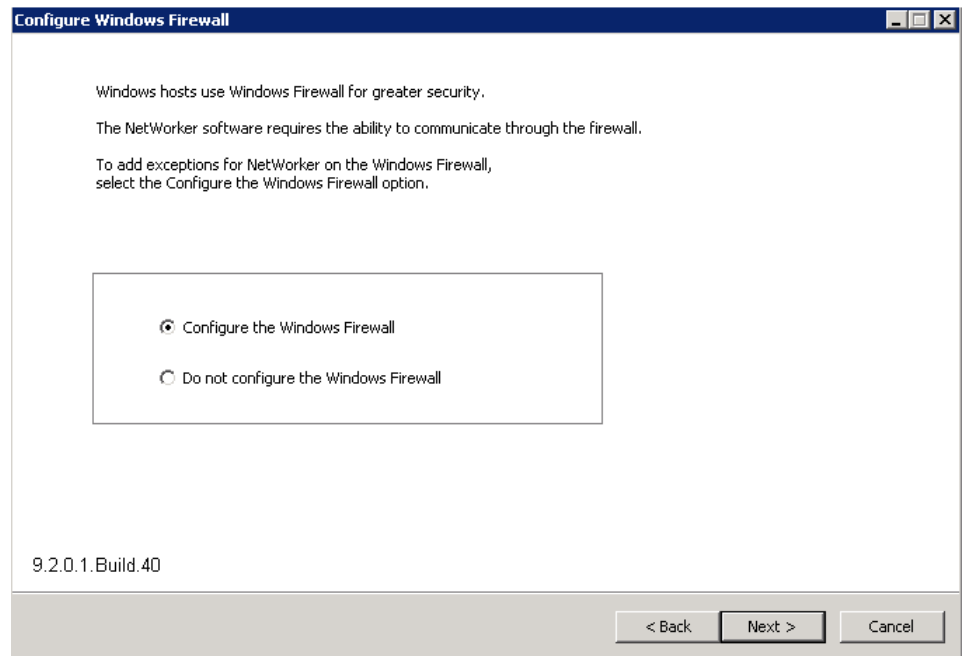 Configure Windows Firewall
Windows hosts use Windows Firewall for greater security.
The NetWorker software requires the ability to communicate through the firewall.
To add exceptions for NetWorker on the Windows Firewall,
select the Configure the Windows Firewall option.
Configure the Windows Firewall
Do not configure the Windows Firewall
9.2.0.1.Build.40
< Back Next > Cancel